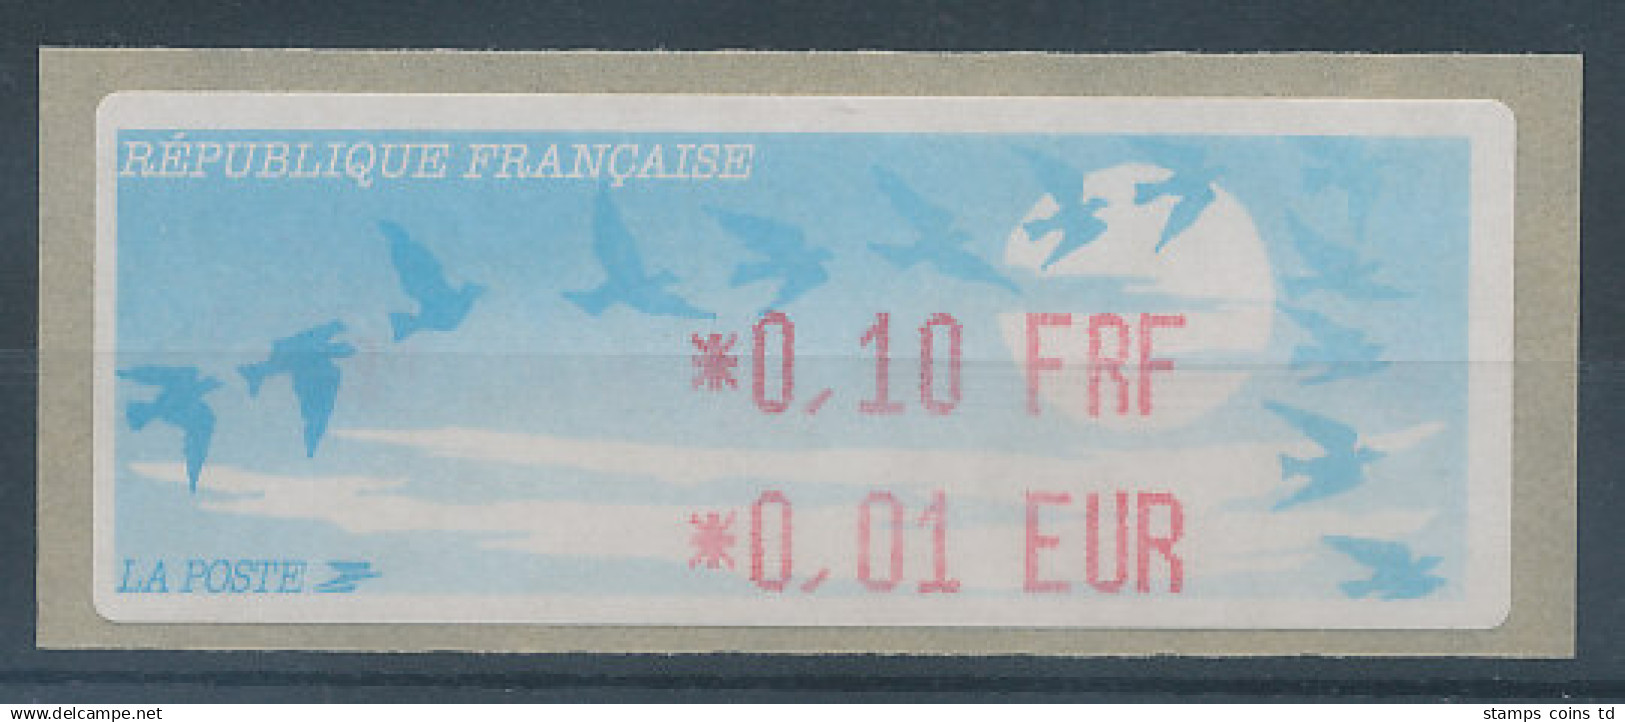 RÉPUBLIQUE FRANÇAISE
*0,10 FRF
*0,01 EUR
LA POSTE
www.delcampe.net
stamps coins td